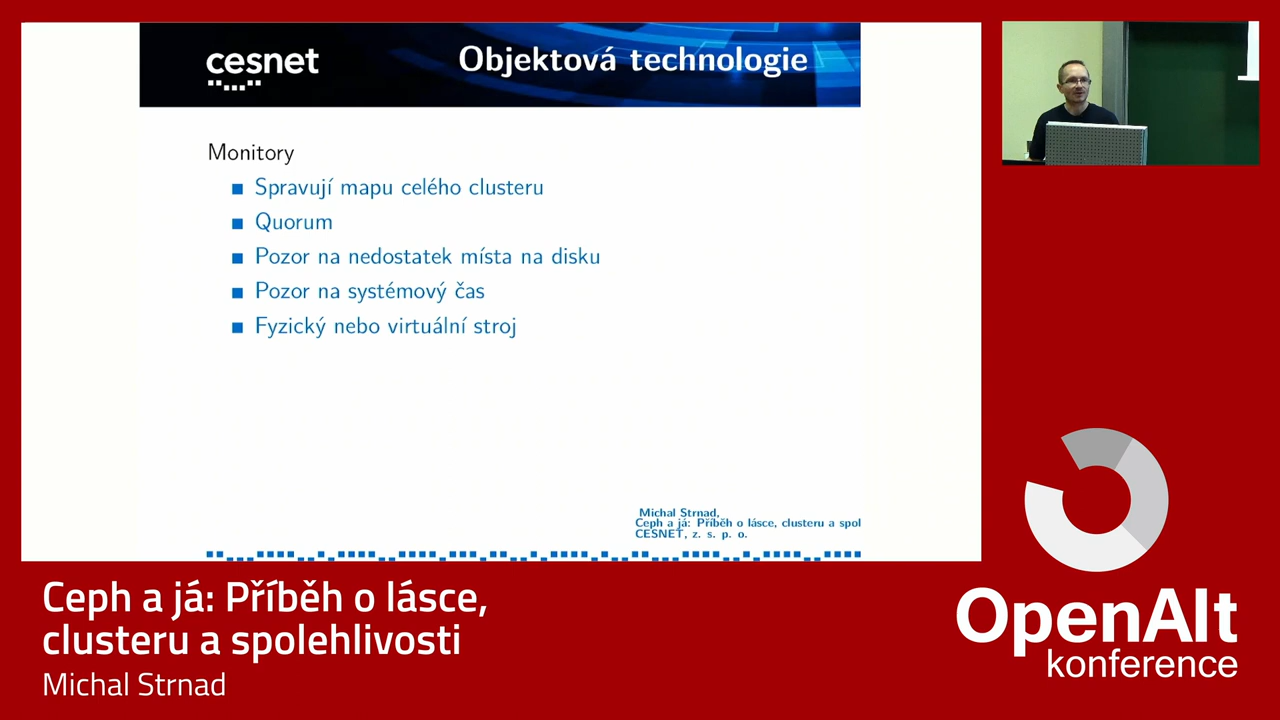 cesnet
Objektová technologie
Monitory
Spravují mapu celého clusteru
Quorum
Pozor na nedostatek místa na disku
Pozor na systémový čas
Fyzický nebo virtuální stroj
Michal Strnad,
Ceph a já: Příběh o lásce, clusteru a spol
CESNET, z. s. p. o.
Ceph a já: Příběh o lásce,
clusteru a spolehlivosti
Michal Strnad
OpenAlt
konference